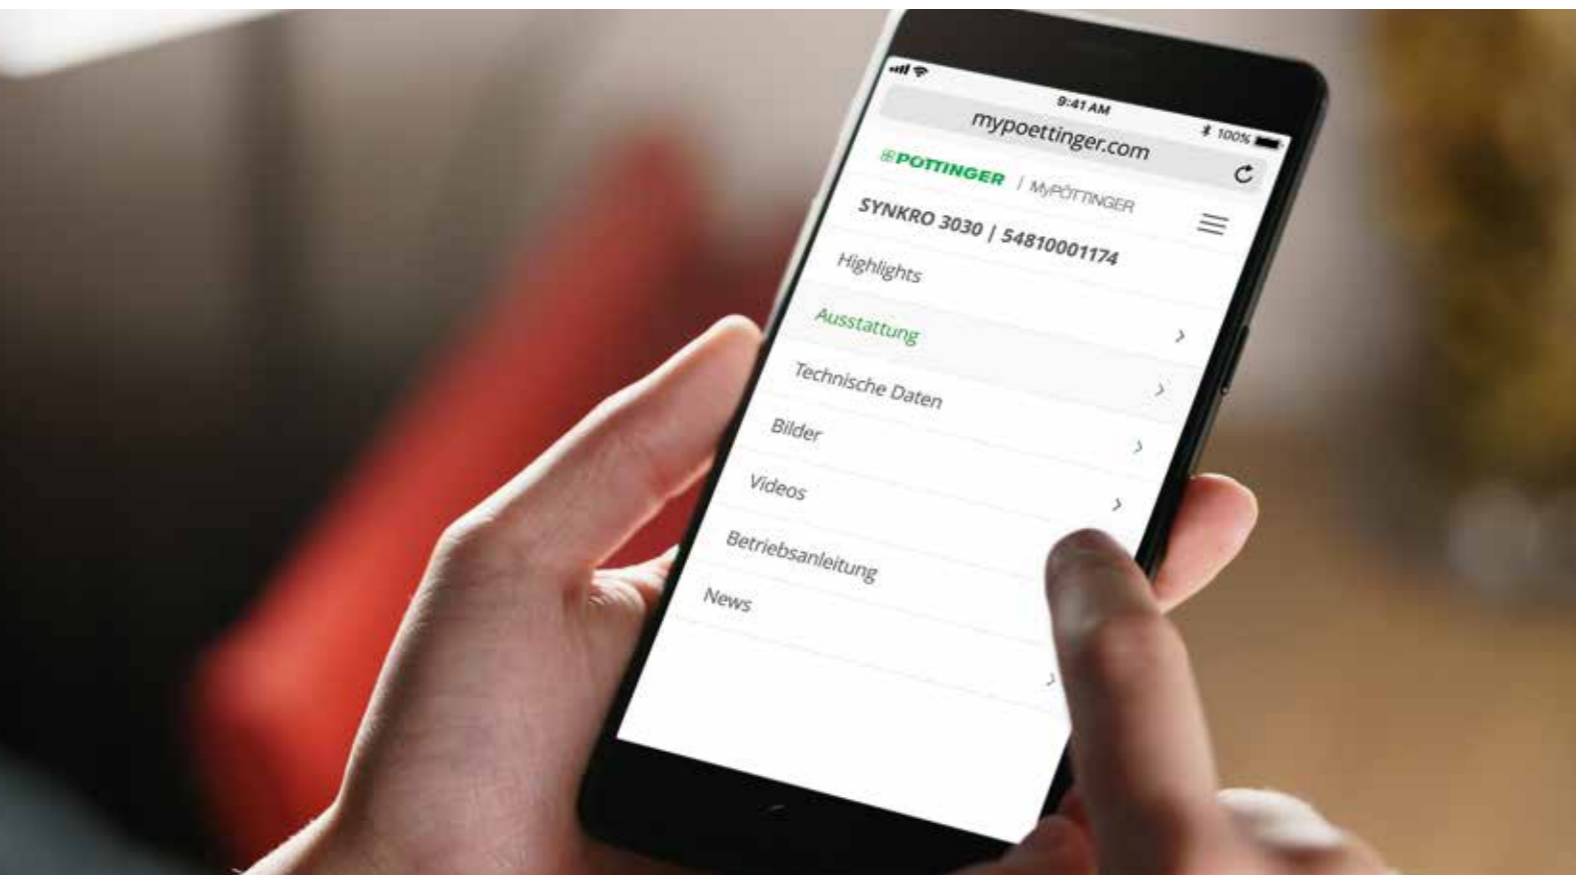 9:41 AM
100%
mypoettinger.com
PÖTTINGER | MyPÖTTINGER
SYNKRO 3030 | 54810001174
Highlights
Ausstattung
Technische Daten
Bilder
Videos
Betriebsanleitung
News